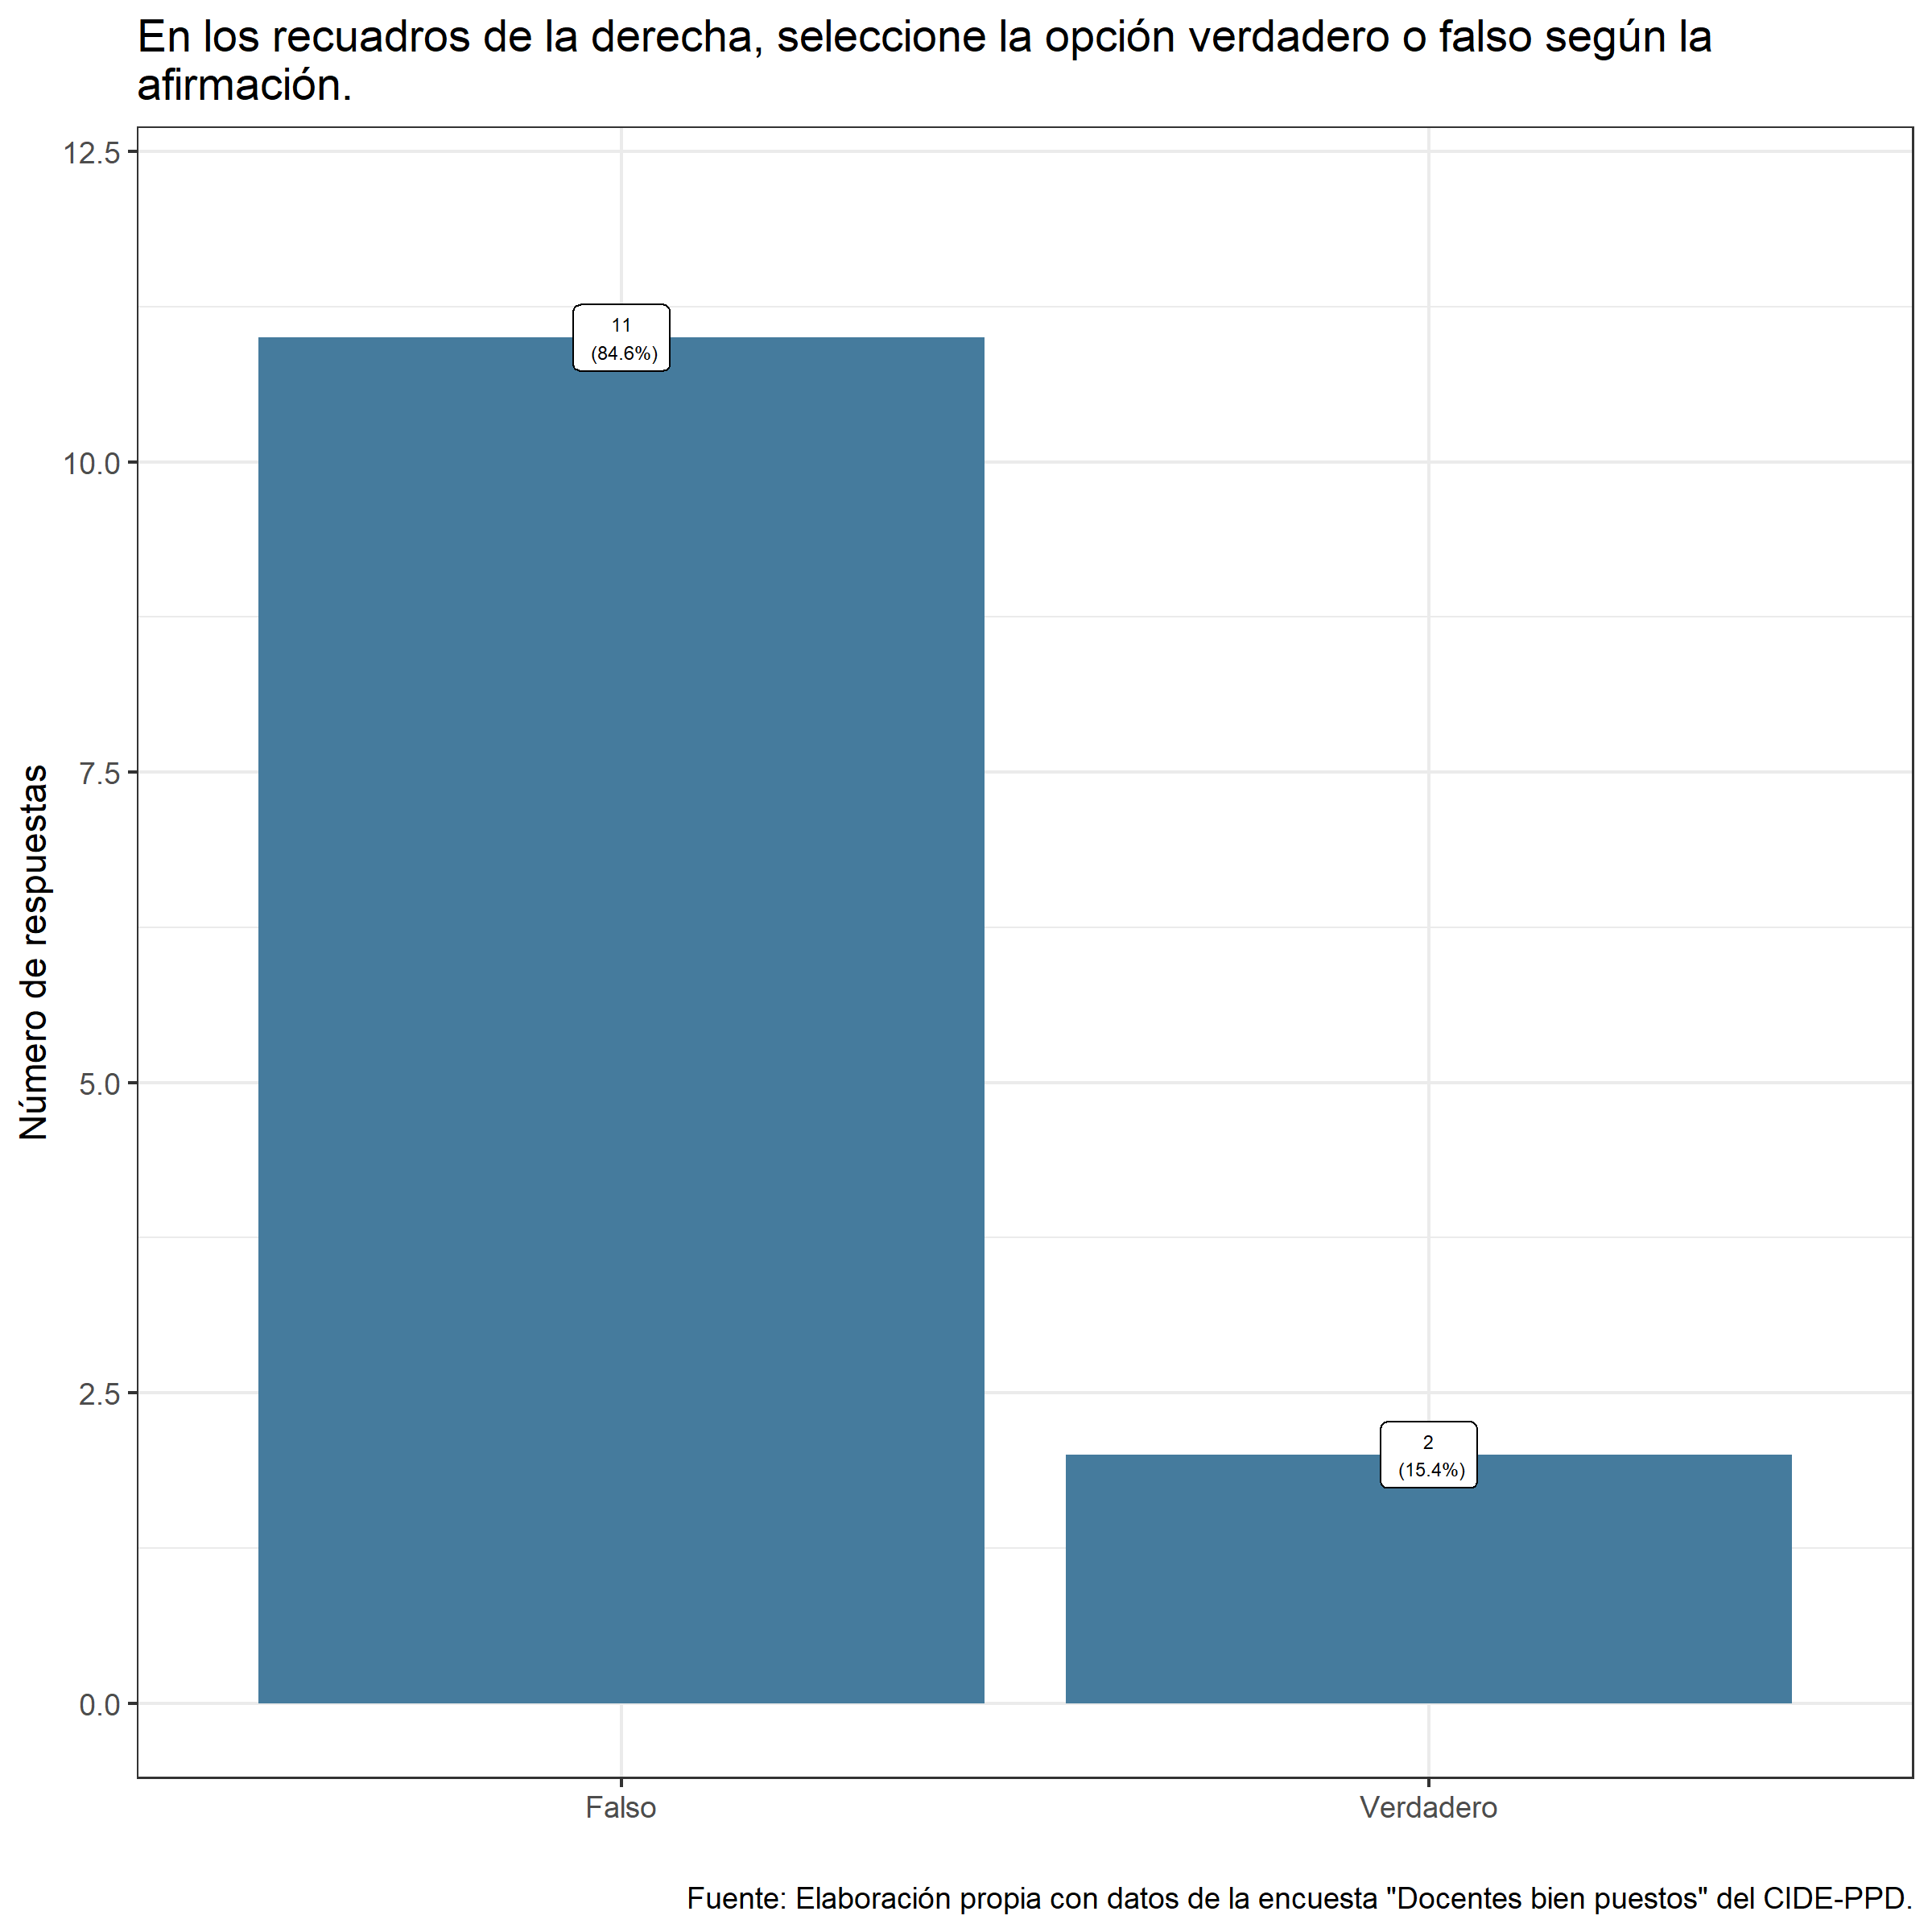 En los recuadros de la derecha, seleccione la opción verdadero o falso según la
afirmación.
Número de respuestas
12.5
10.0
7.5
5.0
2.5
0.0
11
(84.6%)
2
(15.4%)
Falso
Verdadero
Fuente: Elaboración propia con datos de la encuesta "Docentes bien puestos" del CIDE-PPD.